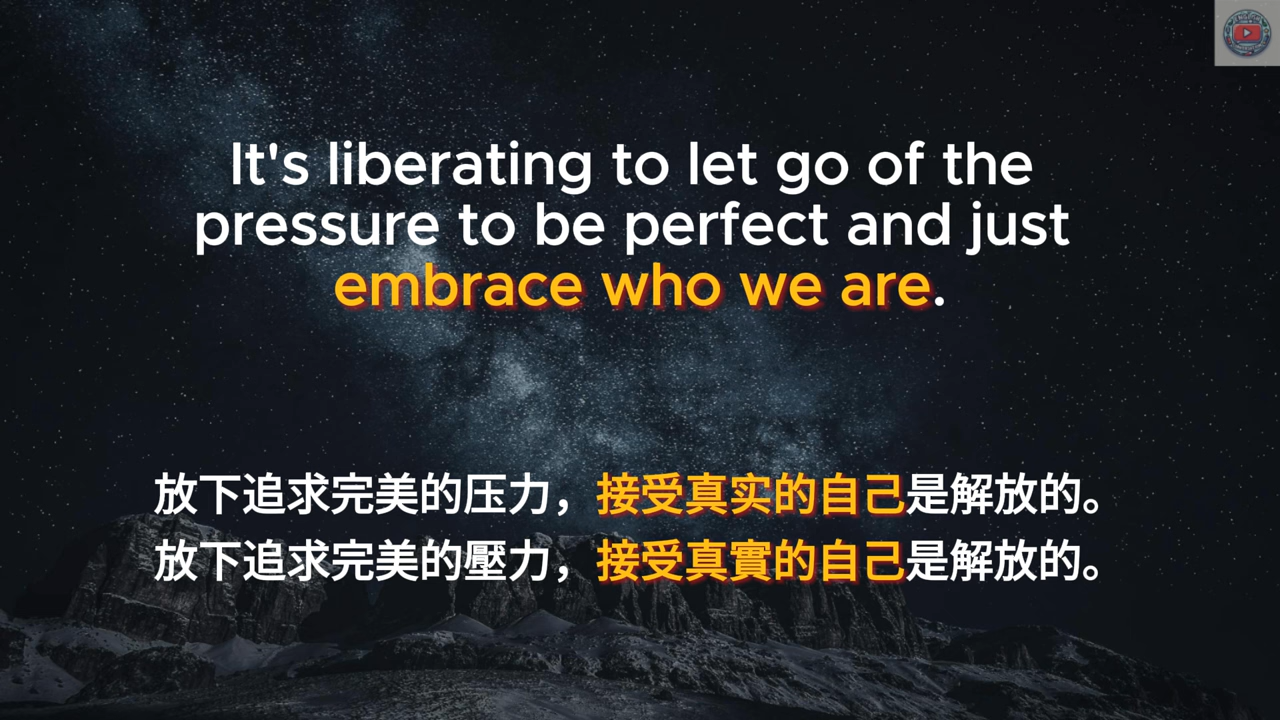 It's liberating to let go of the
pressure to be perfect and just
embrace who we are.
放下追求完美的压力，接受真实的自己是解放的。
放下追求完美的壓力，接受真實的自己是解放的。